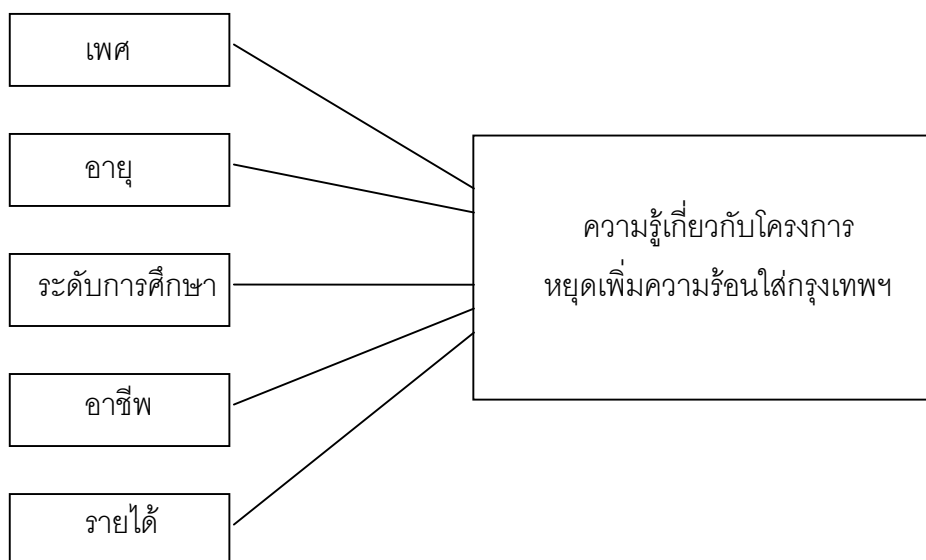 เพศ
อายุ
ระดับการศึกษา
อาชีพ
รายได้
ความรู้เกี่ยวกับโครงการ
หยุดเพิ่มความร้อนใส่กรุงเทพฯ